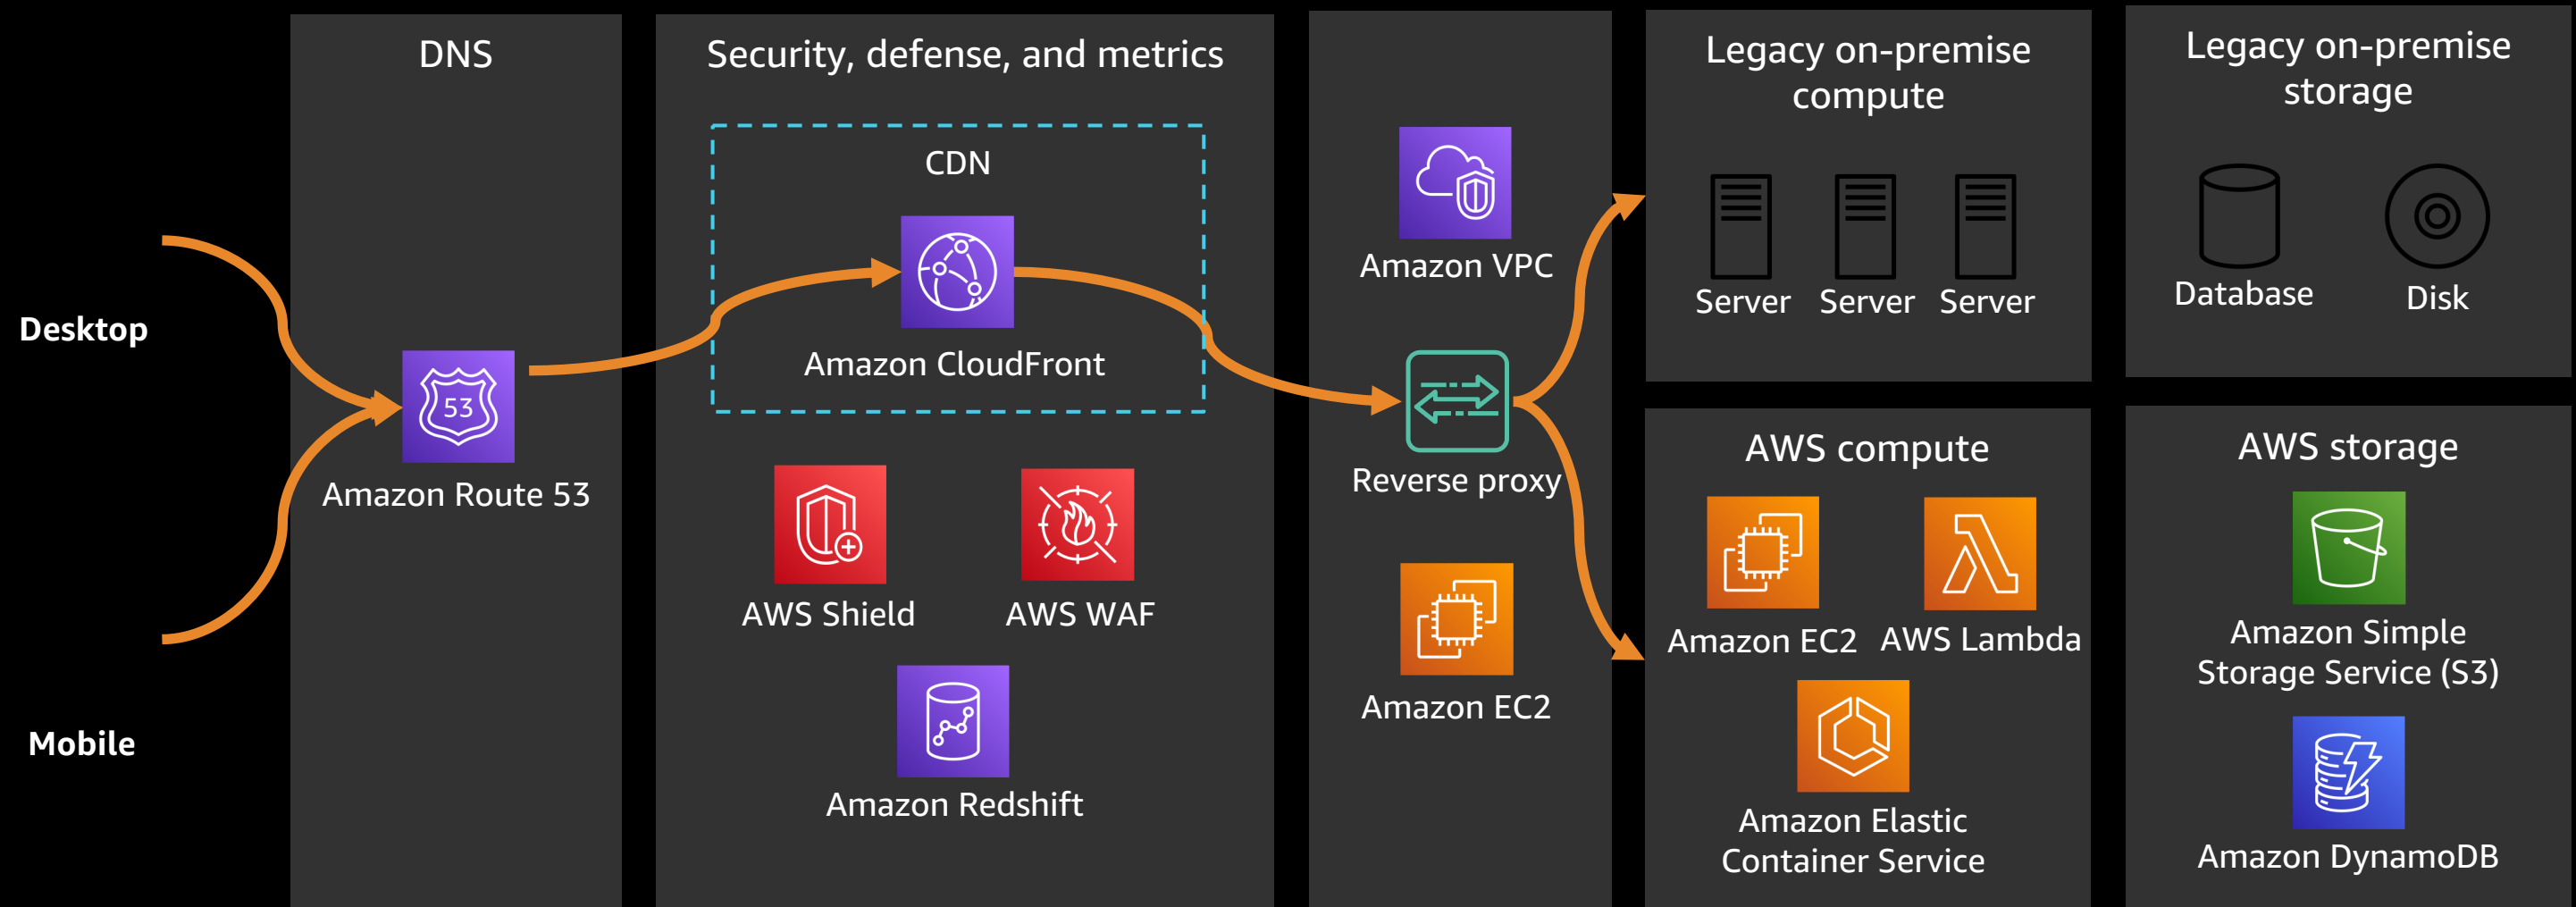 Desktop
Mobile
DNS
53
Amazon Route 53
Security, defense, and metrics
CDN
Amazon CloudFront
AWS Shield
AWS WAF
Amazon Redshift
Amazon VPC
Reverse proxy
Amazon EC2
Legacy on-premise
compute
Server
Server
Server
AWS compute
Amazon EC2
AWS Lambda
Amazon Elastic
Container Service
Legacy on-premise
storage
Database
Disk
AWS storage
Amazon Simple
Storage Service (S3)
Amazon DynamoDB